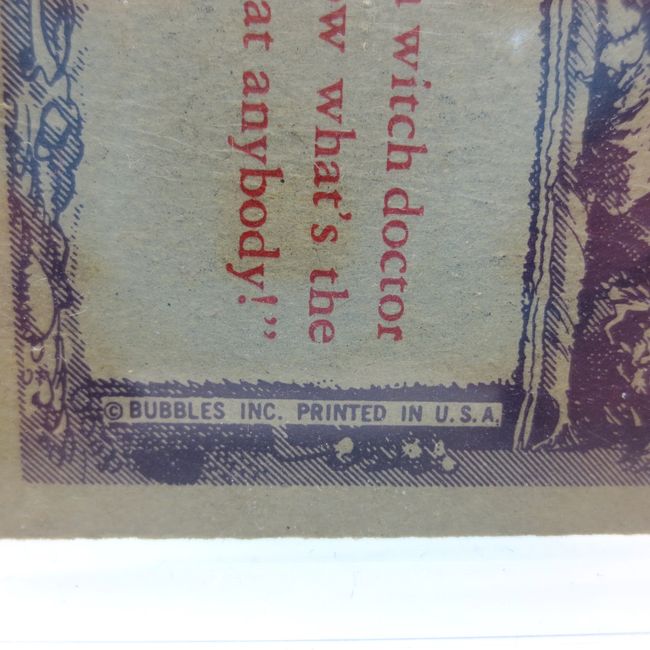 witch doctor
w what's the
at anybody!”
© BUBBLES INC. PRINTED IN U.S.A.